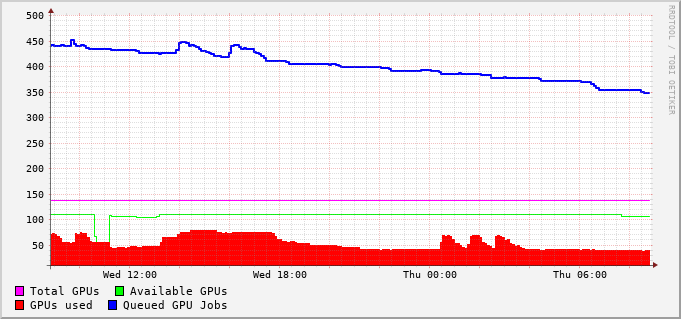 500
450
400
350
300
250
200
150
100
50
Wed 12:00 Wed 18:00 Thu 00:00 Thu 06:00
Total GPUs Available GPUs
GPUs used Queued GPU Jobs
RRDTOOL / TOBI OETIKER